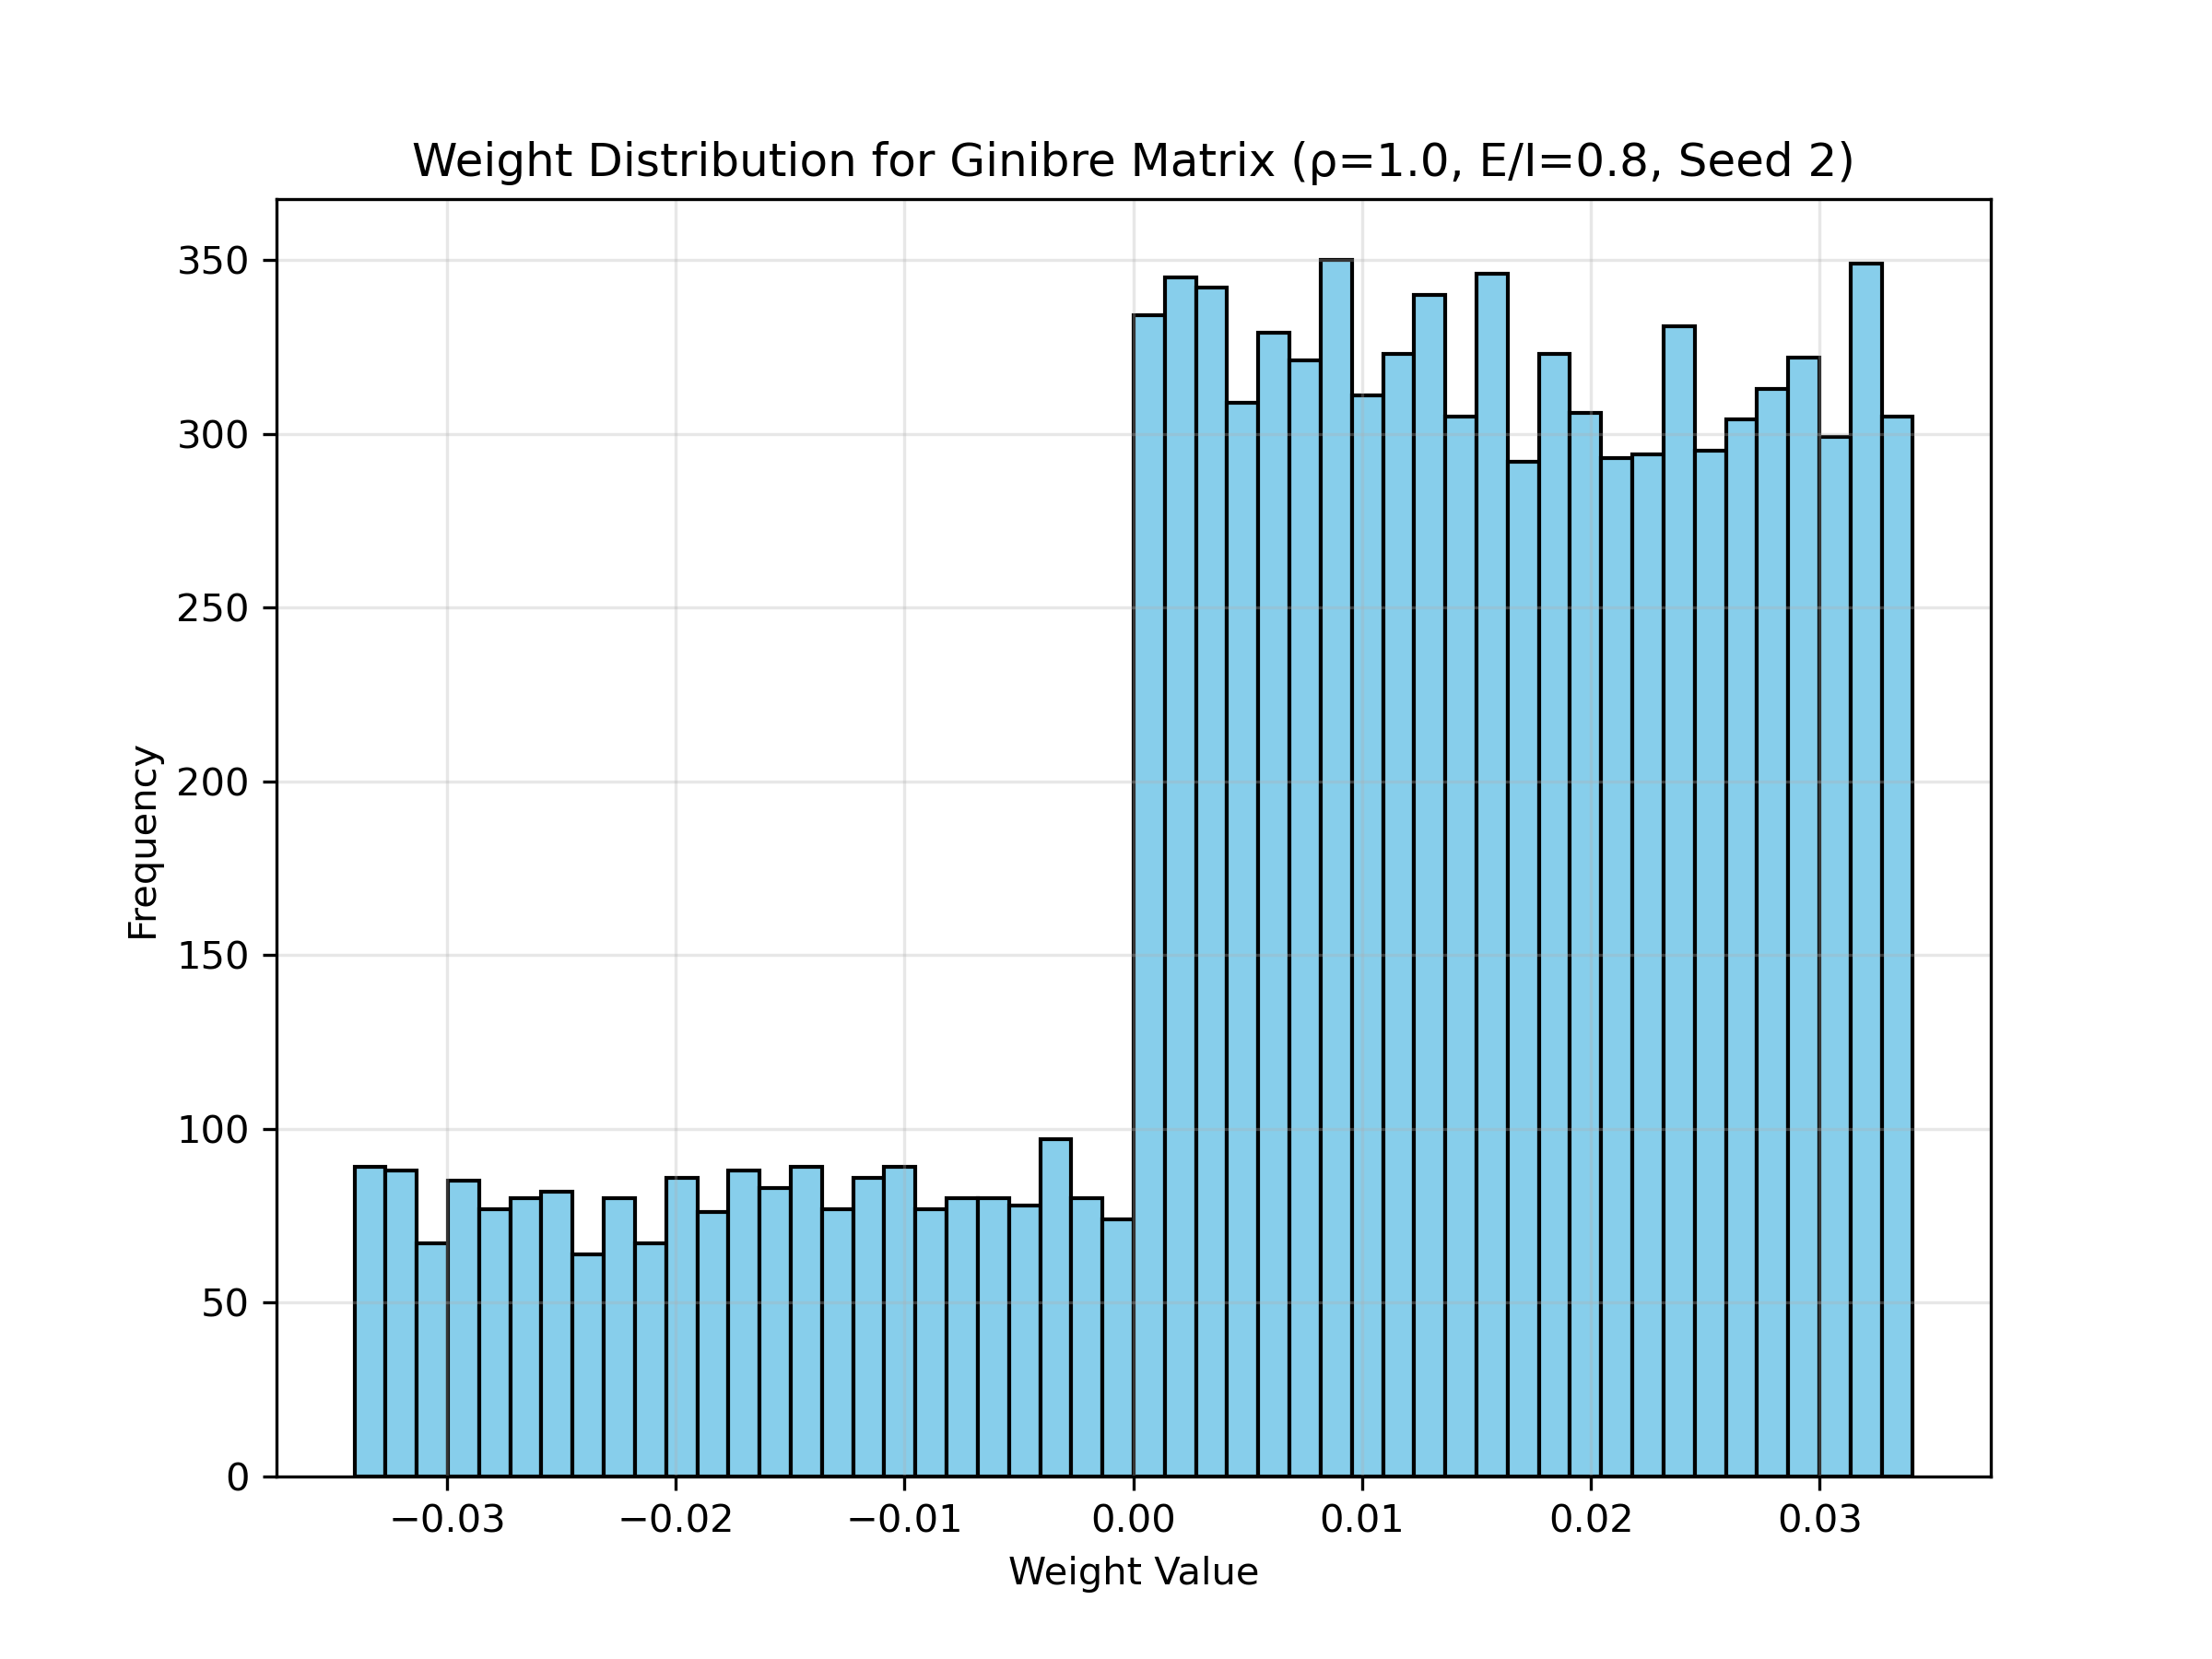 Weight Distribution for Ginibre Matrix (ρ=1.0, E/I=0.8, Seed 2)
Frequency
350
300
250
200
150
100
50
0
−0.03 −0.02 −0.01 0.00 0.01 0.02 0.03
Weight Value